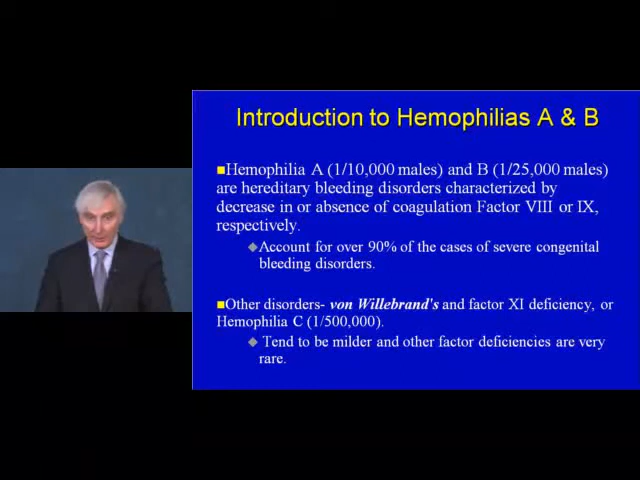 Introduction to Hemophilias A & B
■Hemophilia A (1/10,000 males) and B (1/25,000 males)
are hereditary bleeding disorders characterized by
decrease in or absence of coagulation Factor VIII or IX,
respectively.
◆Account for over 90% of the cases of severe congenital
bleeding disorders.
■Other disorders- von Willebrand's and factor XI deficiency, or
Hemophilia C (1/500,000).
◆ Tend to be milder and other factor deficiencies are very
rare.